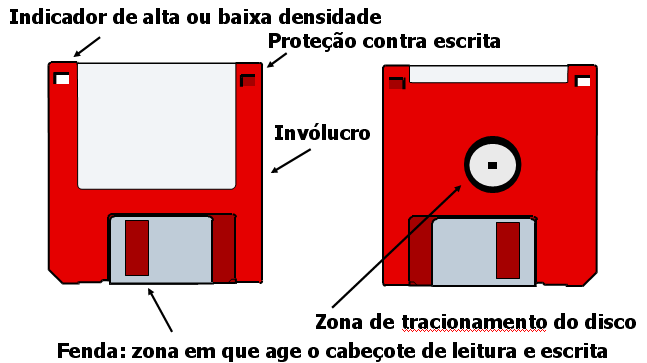 Indicador de alta ou baixa densidade
Proteção contra escrita
Invólucro
Zona de tracionamento do disco
Fenda: zona em que age o cabeçote de leitura e escrita